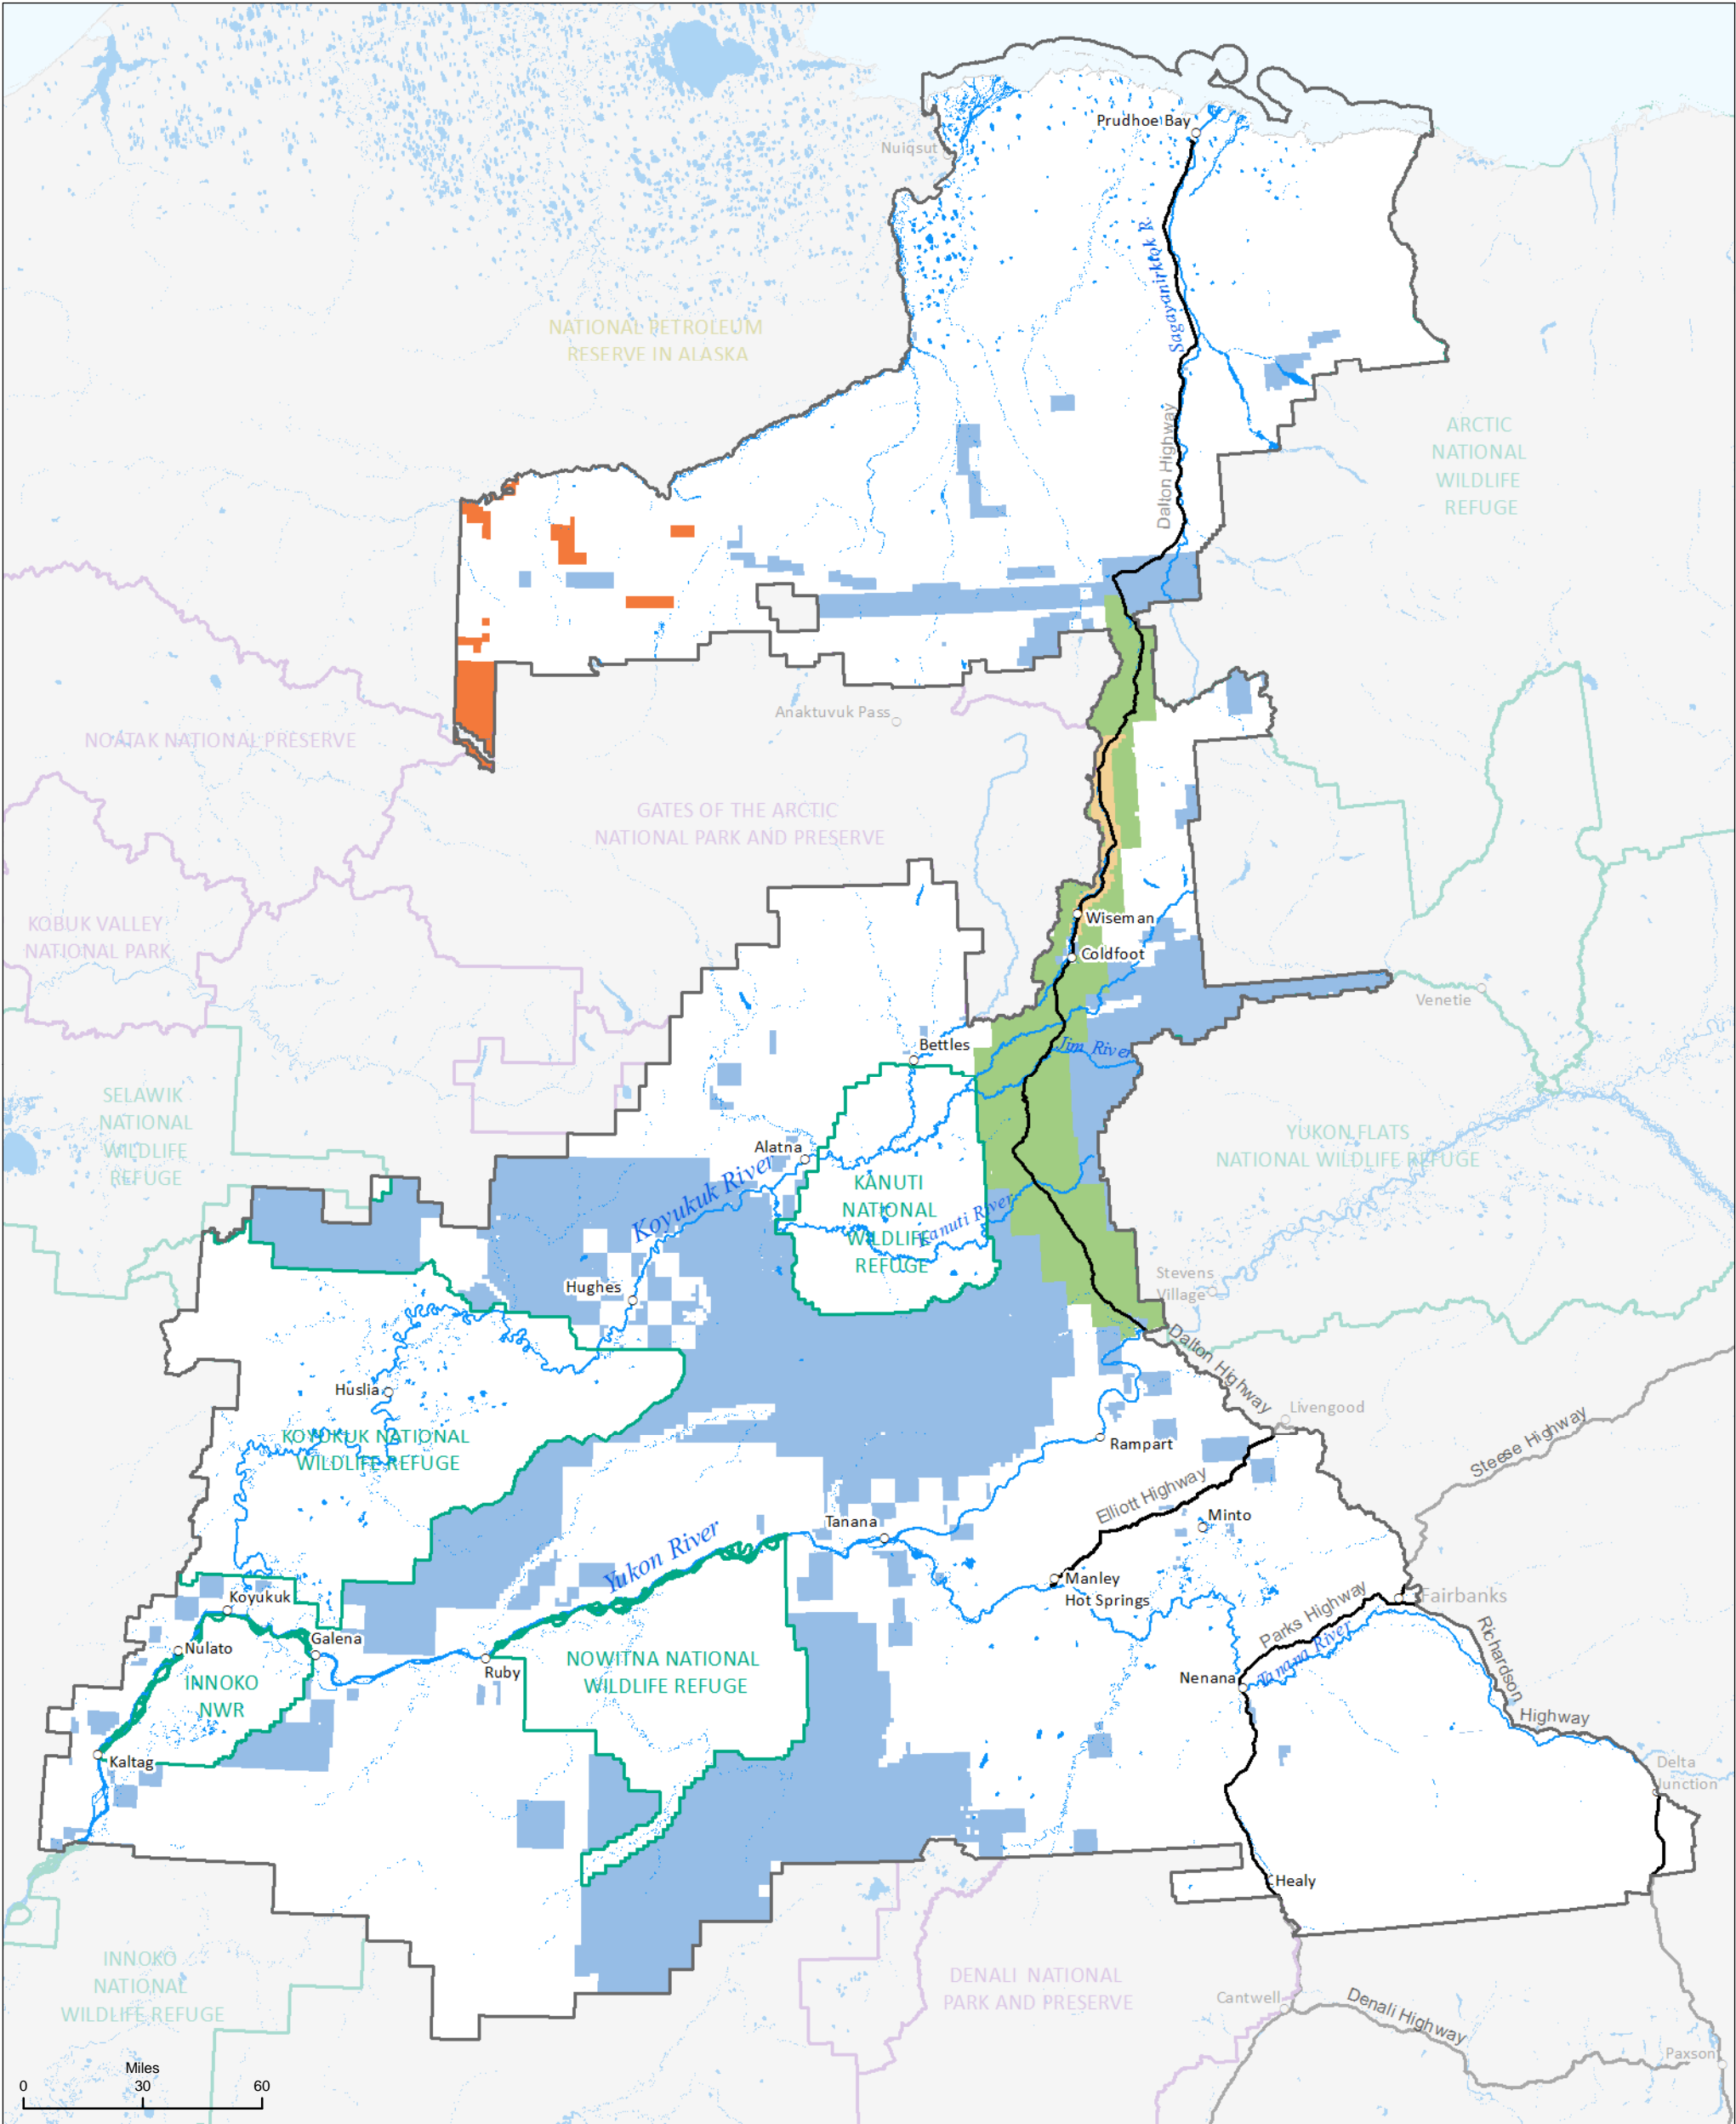 Prudhoe Bay
Nuiqsut
Sagavanirktok R.
NATIONAL PETROLEUM
RESERVE IN ALASKA
Dalton Highway
ARCTIC
NATIONAL
WILDLIFE
REFUGE
Anaktuvuk Pass
NOATAK NATIONAL PRESERVE
GATES OF THE ARCTIC
NATIONAL PARK AND PRESERVE
KOBUK VALLEY
NATIONAL PARK
Wiseman
Coldfoot
Venetie
Bettles
Jim River
SELAWIK
NATIONAL
WILDLIFE
REFUGE
YUKON FLATS
NATIONAL WILDLIFE REFUGE
Alatna
Koyukuk River
KANUTI
NATIONAL
WILDLIFE
REFUGE
Kanuti River
Hughes
Stevens
Village
Dalton Highway
Huslia
Livengood
KOYUKUK NATIONAL
WILDLIFE REFUGE
Rampart
Steese Highway
Elliott Highway
Minto
Tanana
Yukon River
Manley
Hot Springs
Koyukuk
Parks Highway
Fairbanks
Nulato
Galena
Richardson
Highway
Tanana River
Ruby
NOWITNA NATIONAL
WILDLIFE REFUGE
Nenana
INNOKO
NWR
Kaltag
Delta
Junction
Healy
INNOKO
NATIONAL
WILDLIFE REFUGE
DENALI NATIONAL
PARK AND PRESERVE
Cantwell
Denali Highway
Paxson
Miles
0 30 60